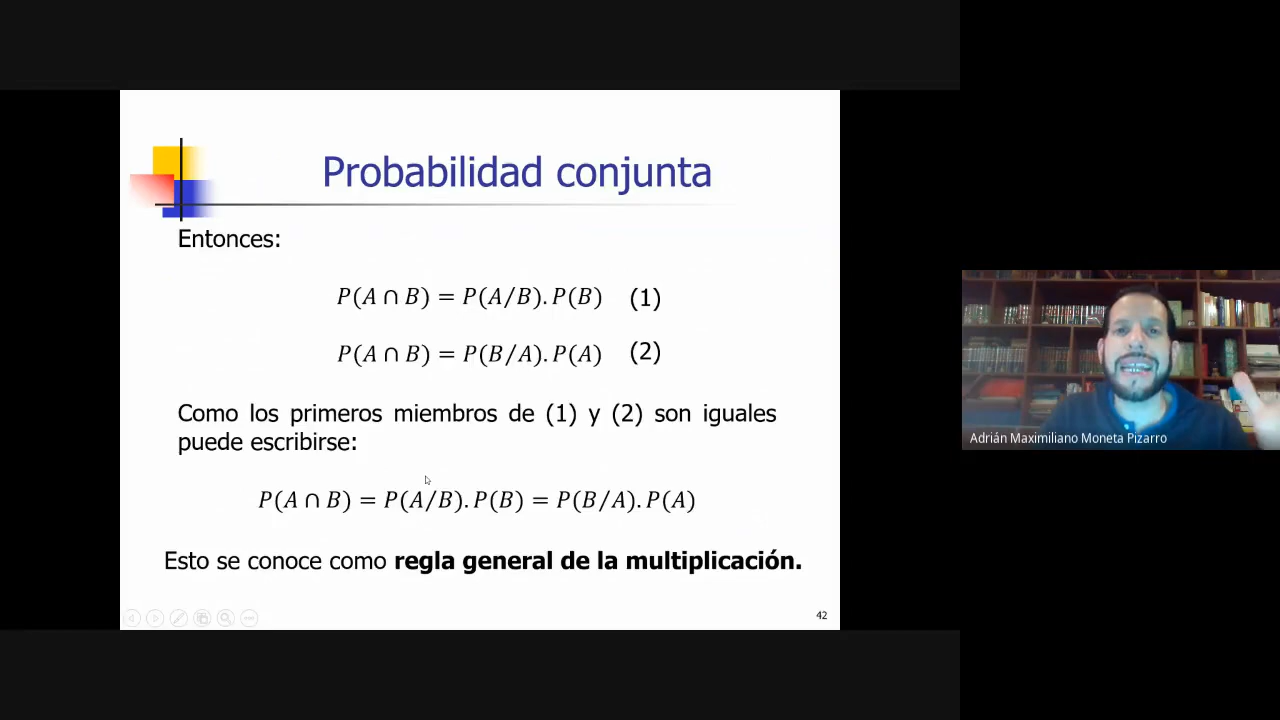 Probabilidad conjunta
Entonces:
P(A ∩ B) = P(A/B). P(B) (1)
P(A ∩ B) = P(B/A). P(A) (2)
Como los primeros miembros de (1) y (2) son iguales
puede escribirse:
P(A ∩ B) = P(A/B). P(B) = P(B/A). P(A)
Esto se conoce como regla general de la multiplicación.
42
Adrián Maximiliano Moneta Pizarro